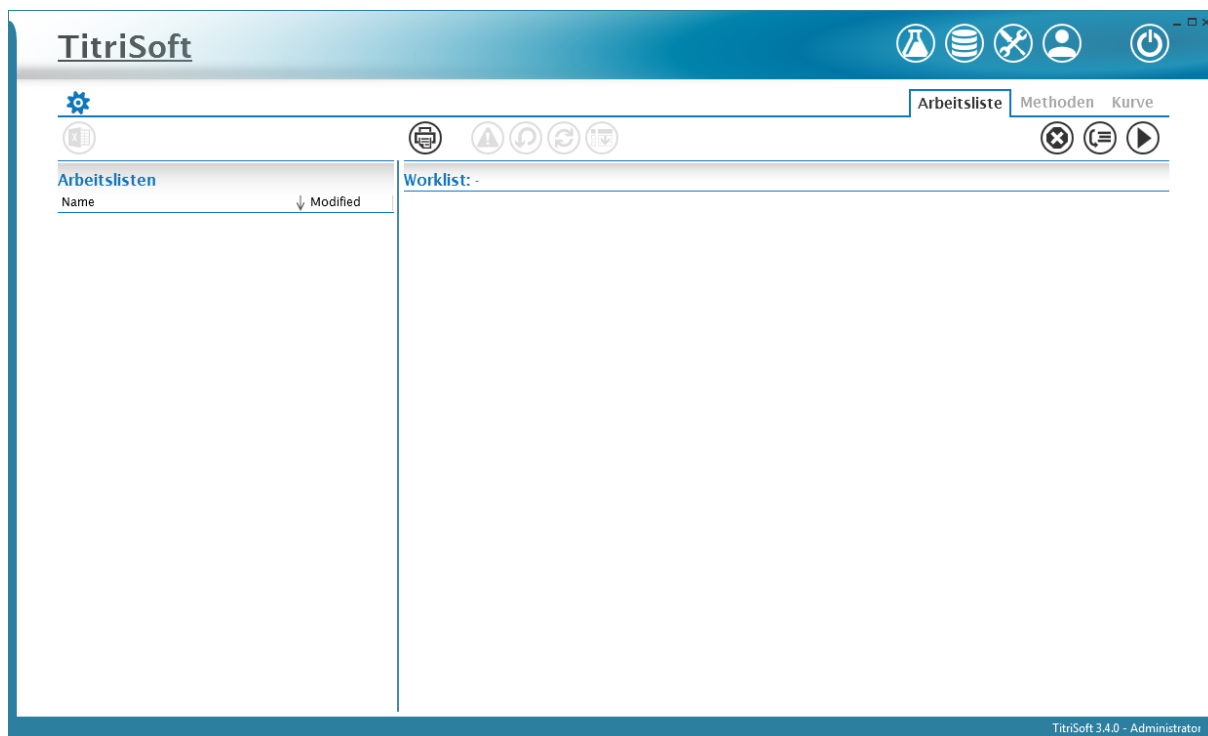 TitriSoft
Arbeitsliste Methoden Kurve
Arbeitslisten
Name Modified
Worklist: -
TitriSoft 3.4.0 - Administrator